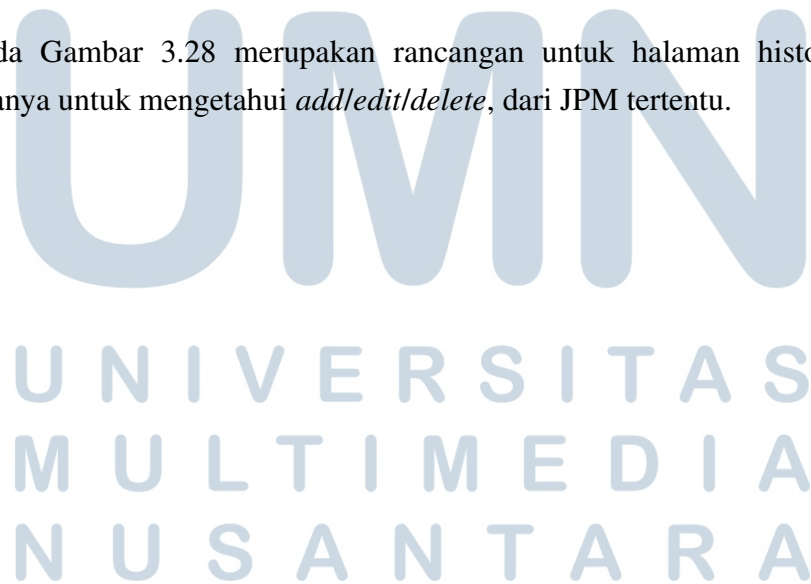 da Gambar 3.28 merupakan rancangan untuk halaman histo
anya untuk mengetahui add/edit/delete, dari JPM tertentu.
UMN
UNIVERSITAS
MULTIMEDIA
NUSANTARA